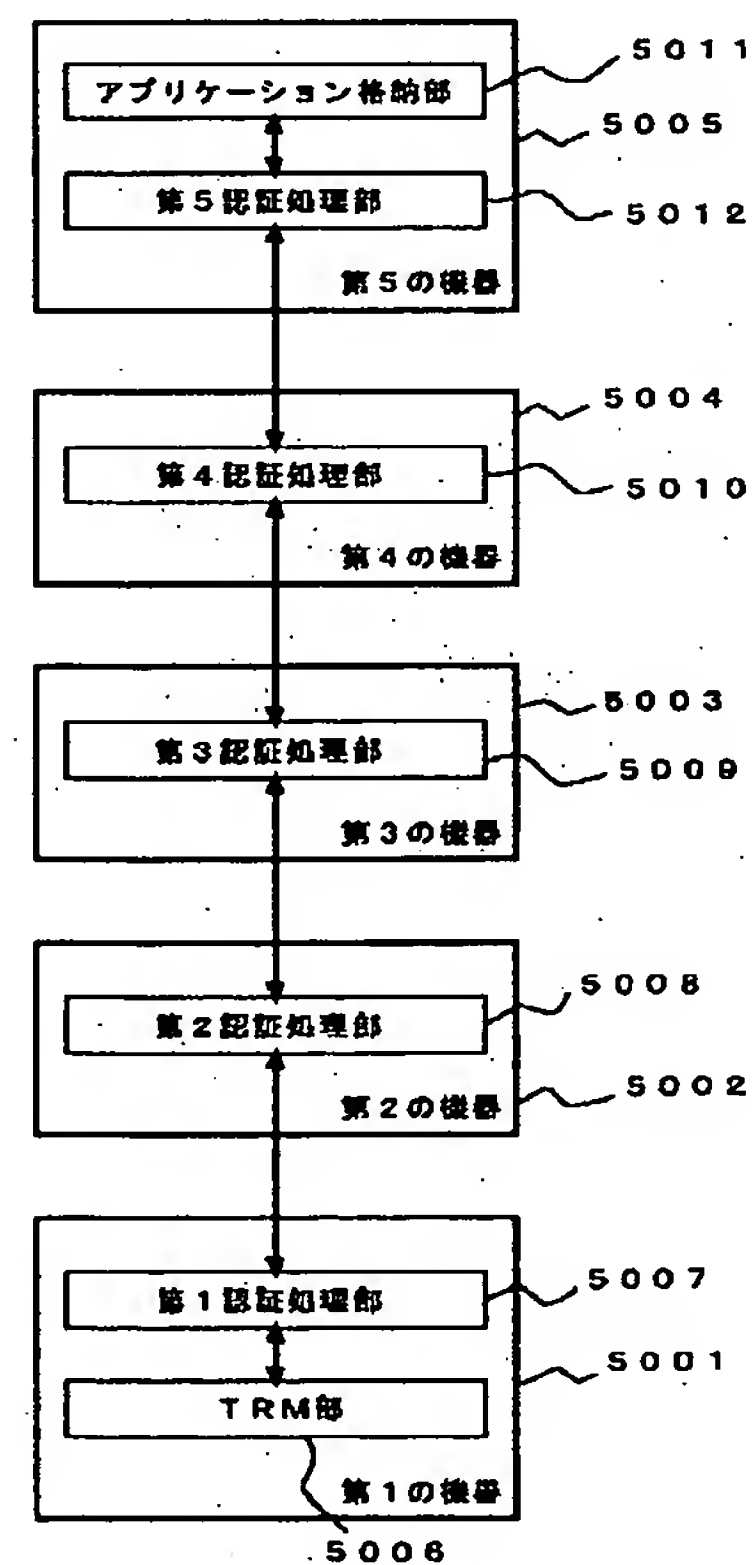 アプリケーション格納部
5011
5005
第5認証処理部
5012
第5の機器
5004
第4認証処理部
5010
第4の機器
5003
第3認証処理部
5009
第3の機器
5008
第2認証処理部
5002
第2の機器
5007
第1認証処理部
5001
TRM部
第1の機器
5006